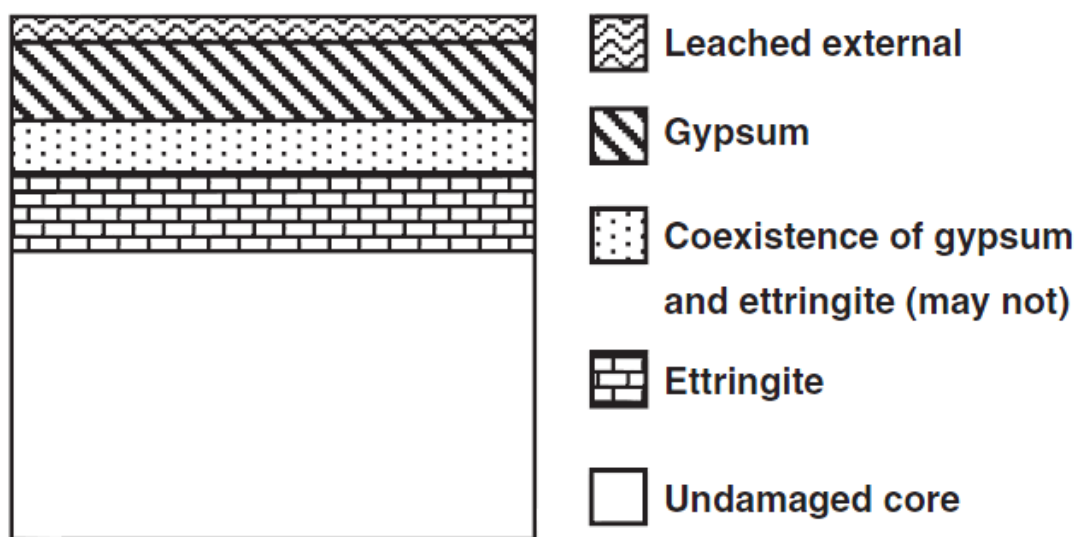 Leached external
Gypsum
Coexistence of gypsum
and ettringite (may not)
Ettringite
Undamaged core